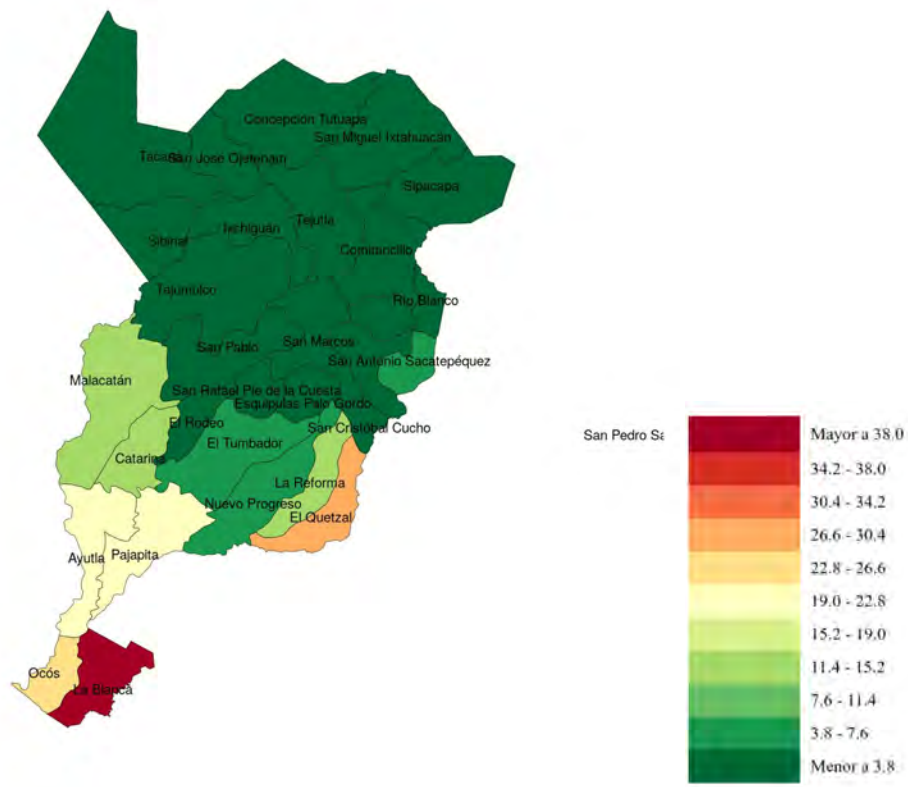 Concepción Tutuapa
San Miguel Ixtahuacán
Tacaná
San José Ojetenam
Sipacapa
Ixchiguán
Tejutla
Sibinal
Comitancillo
Tajumulco
Río Blanco
San Pablo
San Marcos
San Antonio Sacatepéquez
Malacatán
San Rafael Pie de la Cuesta
Esquipulas Palo Gordo
El Rodeo
San Cristóbal Cucho
El Tumbador
Catarina
La Reforma
Nuevo Progreso
El Quetzal
Ayutla
Pajapita
Ocós
La Blanca
San Pedro Sa
Mayor a 38.0
34.2 - 38.0
30.4 - 34.2
26.6 - 30.4
22.8 - 26.6
19.0 - 22.8
15.2 - 19.0
11.4 - 15.2
7.6 - 11.4
3.8 - 7.6
Menor a 3.8